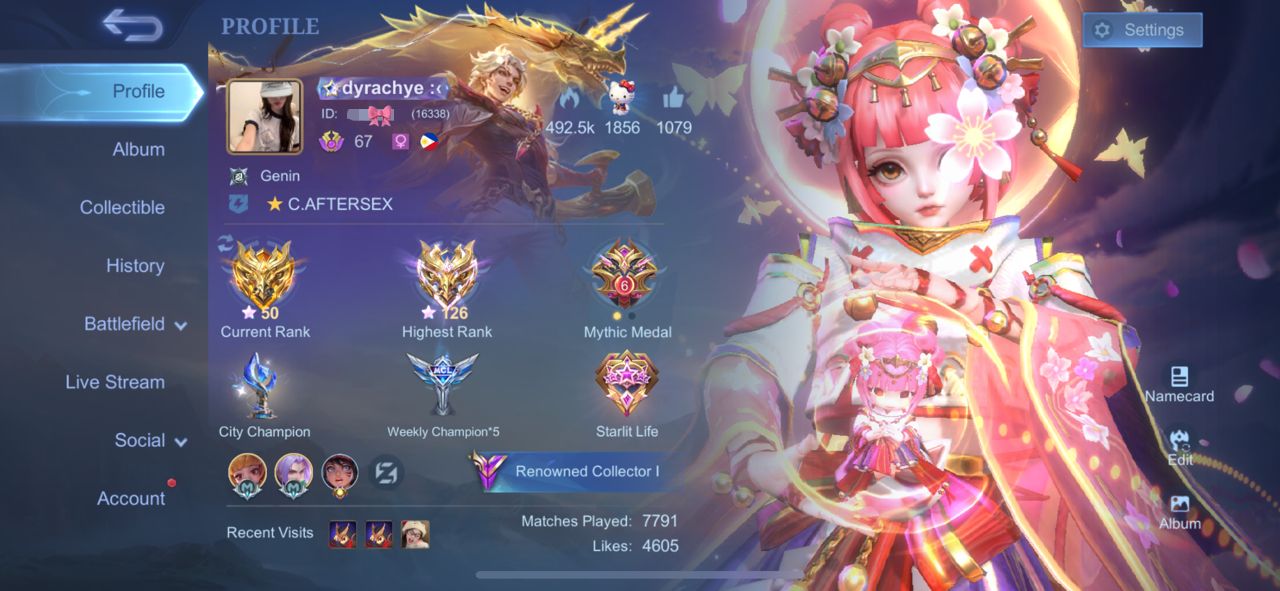 PROFILE
Settings
Profile
Album
Collectible
History
Battlefield
Live Stream
Social
Account
dyrachye :‹
ID:
(16338)
67
492.5k
1856
1079
Genin
C.AFTERSEX
50
Current Rank
126
Highest Rank
6
Mythic Medal
City Champion
MCL
Weekly Champion*5
Starlit Life
M
M
Renowned Collector I
Recent Visits
Matches Played: 7791
Likes: 4605
Namecard
Edit
Album